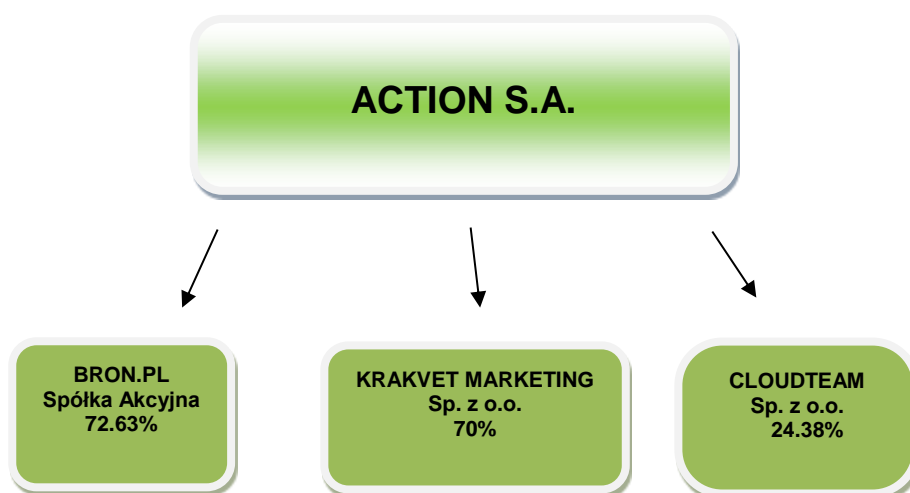 ACTION S.A.
BRON.PL
Spółka Akcyjna
72.63%
KRAKVET MARKETING
Sp. z o.o.
70%
CLOUDTEAM
Sp. z o.o.
24.38%